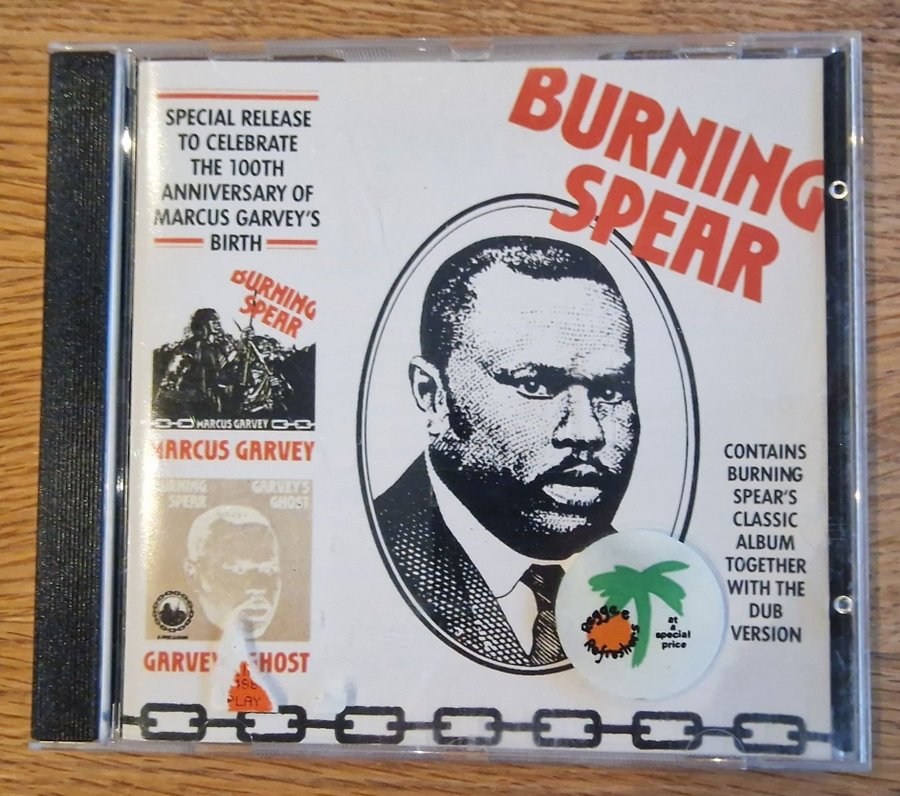 SPECIAL RELEASE
TO CELEBRATE
THE 100TH
ANNIVERSARY OF
MARCUS GARVEY'S
BIRTH
BURNING
SPEAR
MARCUS GARVEY
MARCUS GARVEY
BURNING
SPEAR
GARVEY'S
GHOST
GHOST
PLAY
BURNING
SPEAR
CONTAINS
BURNING
SPEAR'S
CLASSIC
ALBUM
TOGETHER
WITH THE
DUB
VERSION
Reggae
Refreshers
at
a
special
price